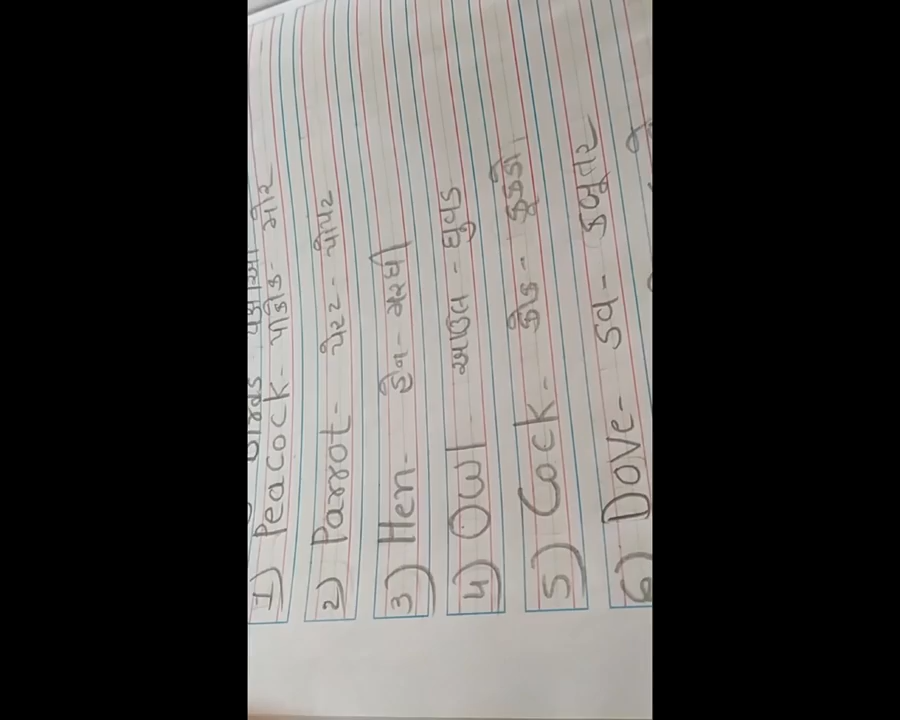 Birds
1) Peacock - પીકોક - મોર
2) Parrot - પેરટ - પોપટ
3) Hen - હેન - મરઘી
4) Owl આઉલ - ઘુવડ
5) Cock - કોક - કુકડો
6) Dove - ડવ - કબૂતર